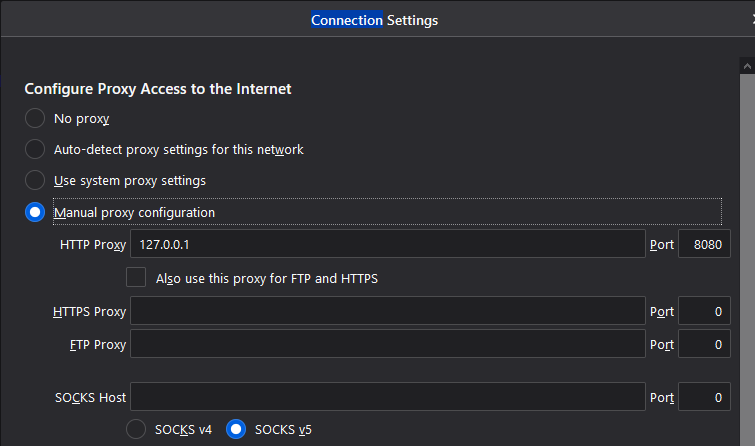 Connection Settings
Configure Proxy Access to the Internet
No proxy
Auto-detect proxy settings for this network
Use system proxy settings
Manual proxy configuration
HTTP Proxy 127.0.0.1 Port 8080
Also use this proxy for FTP and HTTPS
HTTPS Proxy Port 0
FTP Proxy Port 0
SOCKS Host Port 0
SOCKS v4 SOCKS v5